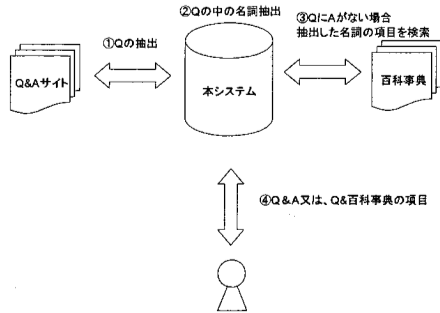 ②Qの中の名詞抽出
③QにAがない場合
抽出した名詞の項目を検索
①Qの抽出
Q&Aサイト
本システム
百科事典
④Q&A又は、Q&百科事典の項目